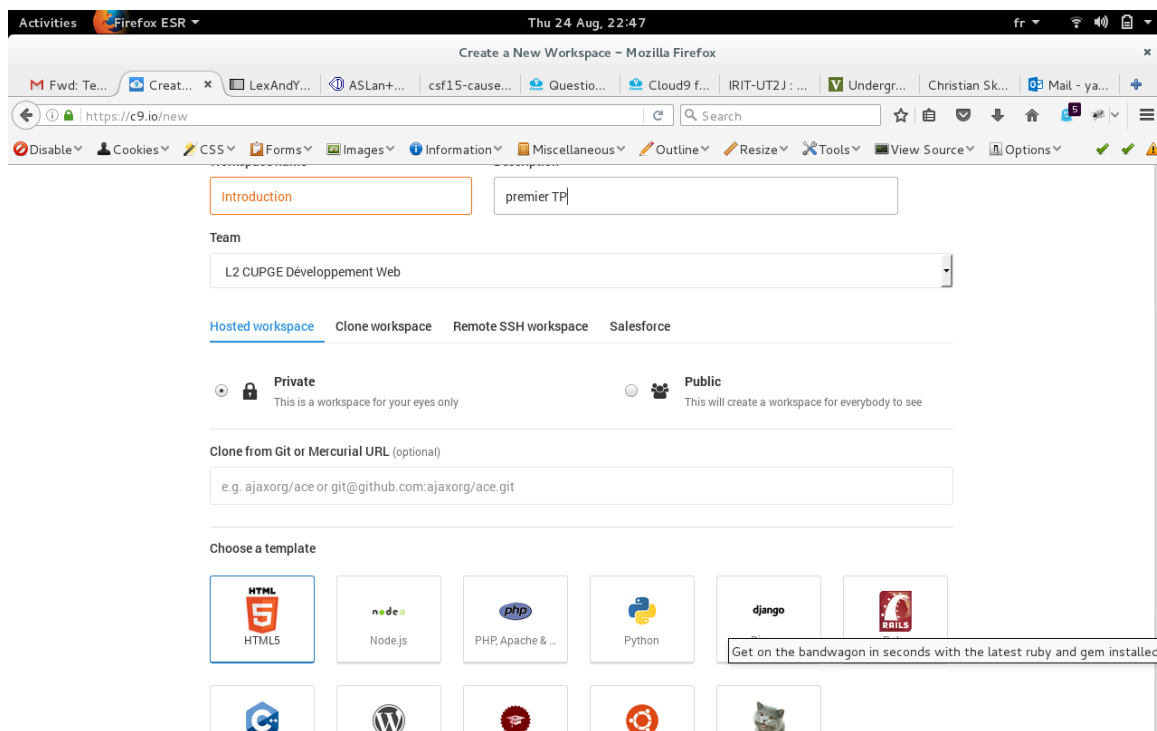 Activities Firefox ESR Thu 24 Aug, 22:47 fr
Create a New Workspace – Mozilla Firefox
Fwd: Te... Creat... LexAndY... ASLan+... csf15-cause... Questio... Cloud9 f... IRIT-UT2J : ... Undergr... Christian Sk... Mail - ya...
https://c9.io/new Search 5
Disable Cookies CSS Forms Images Information Miscellaneous Outline Resize Tools View Source Options
Workspace name Description
Introduction premier TP
Team
L2 CUPGE Développement Web
Hosted workspace Clone workspace Remote SSH workspace Salesforce
Private Public
This is a workspace for your eyes only This will create a workspace for everybody to see
Clone from Git or Mercurial URL (optional)
e.g. ajaxorg/ace or git@github.com:ajaxorg/ace.git
Choose a template
HTML 5 node php django RAILS
HTML5 Node.js PHP, Apache & ... Python
Get on the bandwagon in seconds with the latest ruby and gem installed